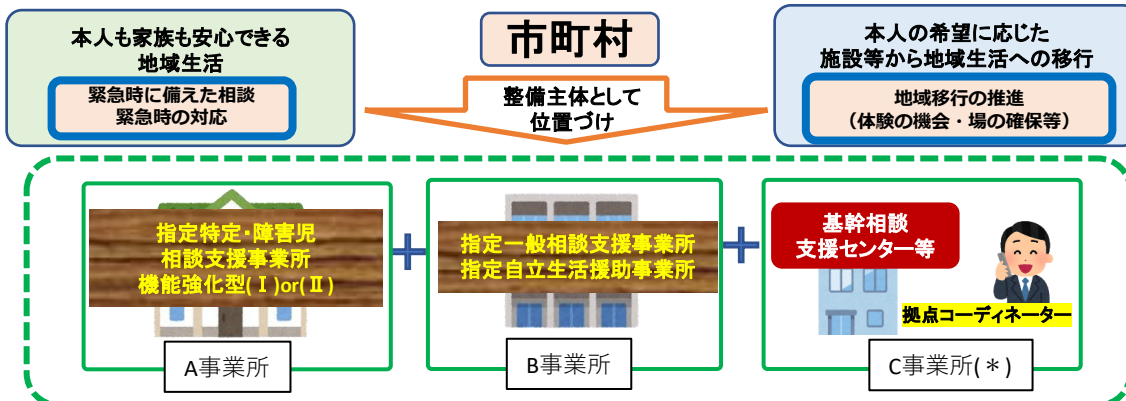 本人も家族も安心できる
地域生活
緊急時に備えた相談
緊急時の対応
市町村
整備主体として
位置づけ
本人の希望に応じた
施設等から地域生活への移行
地域移行の推進
（体験の機会・場の確保等）
指定特定・障害児
相談支援事業所
機能強化型(Ⅰ)or(Ⅱ)
A事業所
+
指定一般相談支援事業所
指定自立生活援助事業所
B事業所
+
基幹相談
支援センター等
拠点コーディネーター
C事業所(＊)